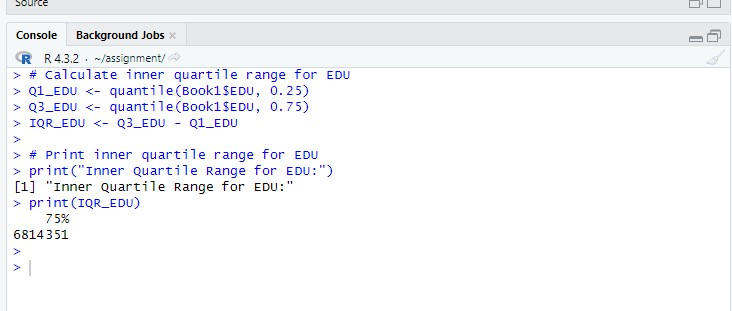 Source
Console Background Jobs ×
R R 4.3.2 · ~/assignment/
> # Calculate inner quartile range for EDU
> Q1_EDU <- quantile(Book1$EDU, 0.25)
> Q3_EDU <- quantile(Book1$EDU, 0.75)
> IQR_EDU <- Q3_EDU - Q1_EDU
>
> # Print inner quartile range for EDU
> print("Inner Quartile Range for EDU:")
[1] "Inner Quartile Range for EDU:"
> print(IQR_EDU)
    75%
6814351
>
>